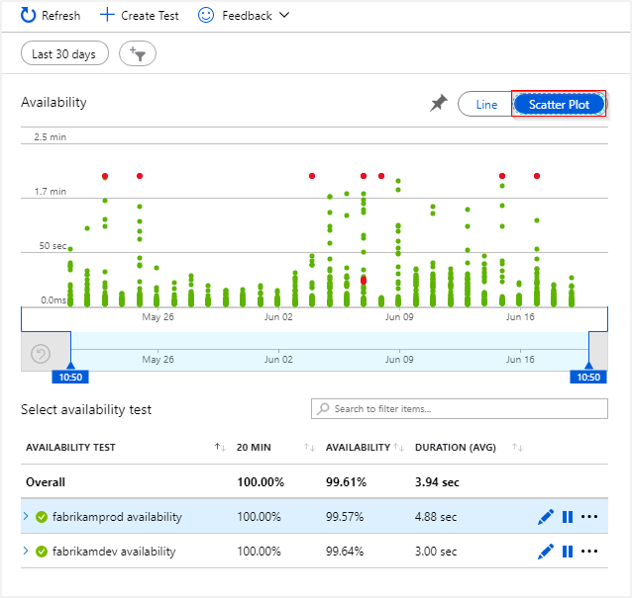 Refresh Create Test Feedback
Last 30 days
Availability Line Scatter Plot
2.5 min
1.7 min
50 sec
0.0ms
May 26 Jun 02 Jun 09 Jun 16
May 26 Jun 02 Jun 09 Jun 16
10:50 10:50
Select availability test Search to filter items...
AVAILABILITY TEST 20 MIN AVAILABILITY DURATION (AVG)
Overall 100.00% 99.61% 3.94 sec
fabrikamprod availability 100.00% 99.57% 4.88 sec
fabrikamdev availability 100.00% 99.64% 3.00 sec